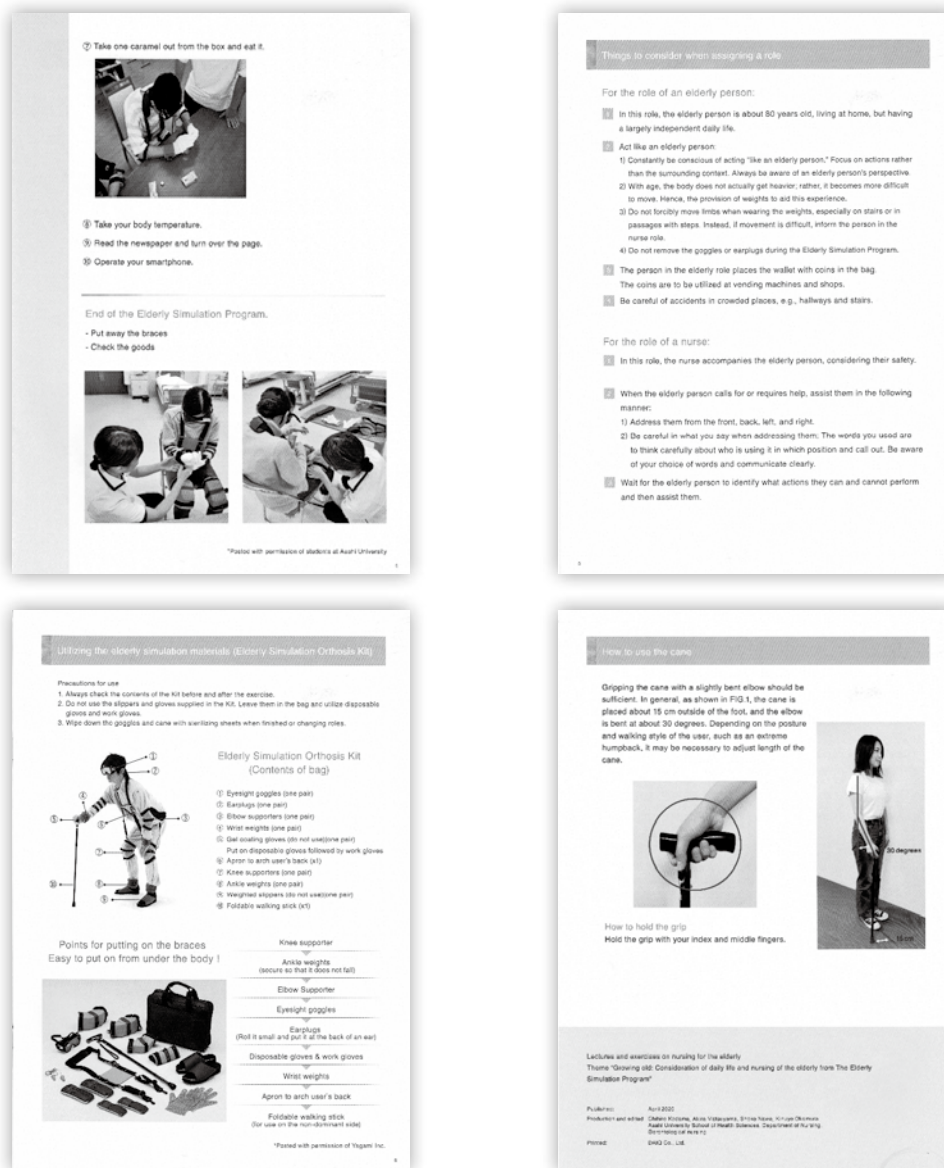 ⑦ Take one caramel out from the box and eat it.
⑧ Take your body temperature.
⑨ Read the newspaper and turn over the page.
⑩ Operate your smartphone.
End of the Elderly Simulation Program.
- Put away the braces
- Check the goods
*Posted with permission of students at Asahi University
Things to consider when assigning a role
For the role of an elderly person:
1 In this role, the elderly person is about 80 years old, living at home, but having
a largely independent daily life.
2 Act like an elderly person:
1) Constantly be conscious of acting "like an elderly person." Focus on actions rather
than the surrounding context. Always be aware of an elderly person's perspective.
2) With age, the body does not actually get heavier; rather, it becomes more difficult
to move. Hence, the provision of weights to aid this experience.
3) Do not forcibly move limbs when wearing the weights, especially on stairs or in
passages with steps. Instead, if movement is difficult, inform the person in the
nurse role.
4) Do not remove the goggles or earplugs during the Elderly Simulation Program.
3 The person in the elderly role places the wallet with coins in the bag.
The coins are to be utilized at vending machines and shops.
4 Be careful of accidents in crowded places, e.g., hallways and stairs.
For the role of a nurse:
1 In this role, the nurse accompanies the elderly person, considering their safety.
2 When the elderly person calls for or requires help, assist them in the following
manner:
1) Address them from the front, back, left, and right.
2) Be careful in what you say when addressing them. The words you used are
to think carefully about who is using it in which position and call out. Be aware
of your choice of words and communicate clearly.
3 Wait for the elderly person to identify what actions they can and cannot perform
and then assist them.
Utilizing the elderly simulation materials (Elderly Simulation Orthosis Kit)
Precautions for use
1. Always check the contents of the Kit before and after the exercise.
2. Do not use the slippers and gloves supplied in the Kit. Leave them in the bag and utilize disposable
gloves and work gloves.
3. Wipe down the goggles and cane with sterilizing sheets when finished or changing roles.
Elderly Simulation Orthosis Kit
(Contents of bag)
① Eyesight goggles (one pair)
② Earplugs (one pair)
③ Elbow supporters (one pair)
④ Wrist weights (one pair)
⑤ Gel coating gloves (do not use)(one pair)
Put on disposable gloves followed by work gloves
⑥ Apron to arch user's back (x1)
⑦ Knee supporters (one pair)
⑧ Ankle weights (one pair)
⑨ Weighted slippers (do not use)(one pair)
⑩ Foldable walking stick (x1)
Points for putting on the braces
Easy to put on from under the body !
Knee supporter
Ankle weights
(secure so that it does not fall)
Elbow Supporter
Eyesight goggles
Earplugs
(Roll it small and put it at the back of an ear)
Disposable gloves & work gloves
Wrist weights
Apron to arch user's back
Foldable walking stick
(for use on the non-dominant side)
*Posted with permission of Yagami Inc.
How to use the cane
Gripping the cane with a slightly bent elbow should be
sufficient. In general, as shown in FIG.1, the cane is
placed about 15 cm outside of the foot, and the elbow
is bent at about 30 degrees. Depending on the posture
and walking style of the user, such as an extreme
humpback, it may be necessary to adjust length of the
cane.
30 degrees
15 cm
How to hold the grip
Hold the grip with your index and middle fingers.
Lectures and exercises on nursing for the elderly
Theme "Growing old: Consideration of daily life and nursing of the elderly from The Elderly
Simulation Program"
Published: April 2020
Production and edited:
Asahi University School of Health Sciences, Department of Nursing
Gerontological nursing
Printed: Co., Ltd.